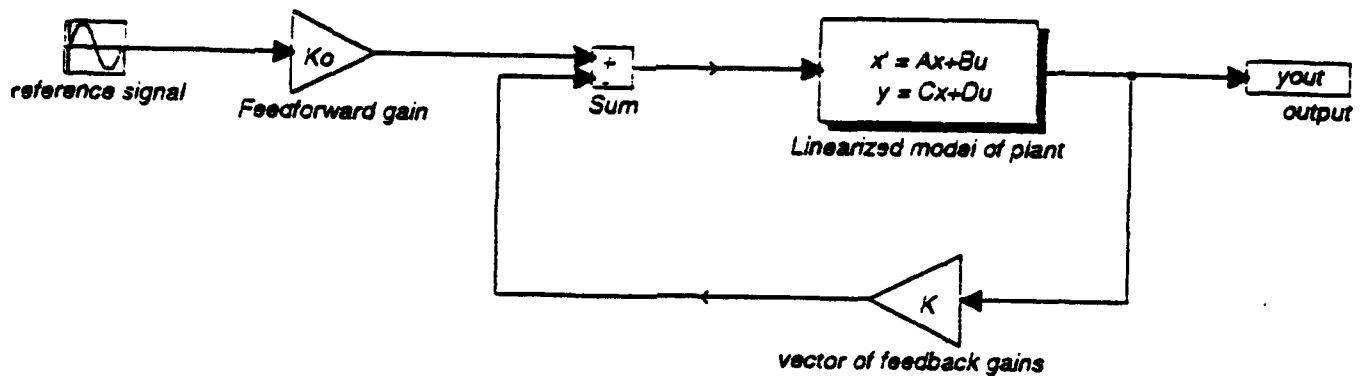 Ko
+
-
x' = Ax+Bu
y = Cx+Du
yout
reference signal
Feedforward gain
Sum
output
Linearized model of plant
K
vector of feedback gains